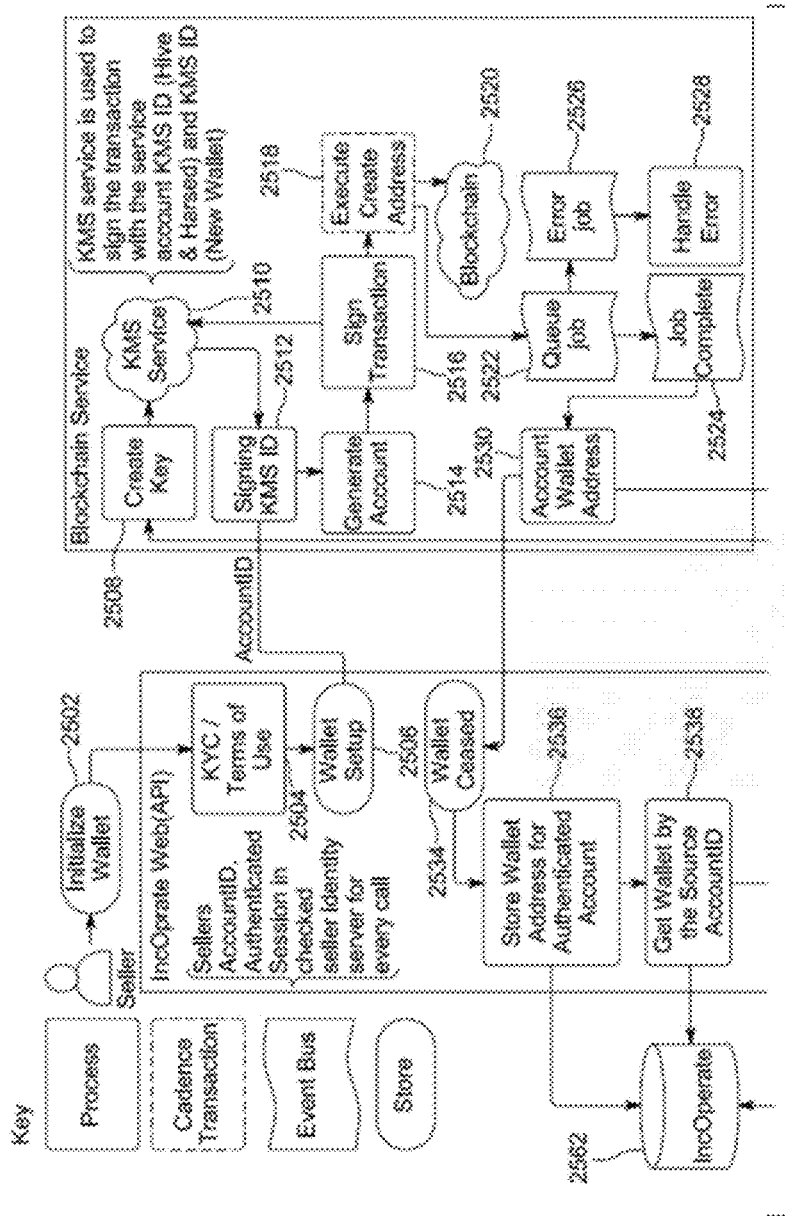 Key
Process
Cadence
Transaction
Event Bus
Store
Seller
Initialize
Wallet
2502
IncOprate Web(API)
Sellers
AccountID,
Authenticated
Session in
checked
seller Identity
server for
every call
KYC /
Terms of
Use
2504
Wallet
Setup
2506
AccountID
Wallet
Ceased
2534
Store Wallet
Address for
Authenticated
Account
2536
Get Wallet by
the Source
AccountID
2538
IncOperate
2562
Blockchain Service
Create
Key
2508
KMS
Service
2510
KMS service is used to
sign the transaction
with the service
account KMS ID (Hive
& Harsed) and KMS ID
(New Wallet)
Signing
KMS ID
2512
Generate
Account
2514
Sign
Transaction
2516
Execute
Create
Address
2518
Blockchain
2520
Queue
job
2522
Error
job
2526
Handle
Error
2528
Job
Complete
2524
Account
Wallet
Address
2530